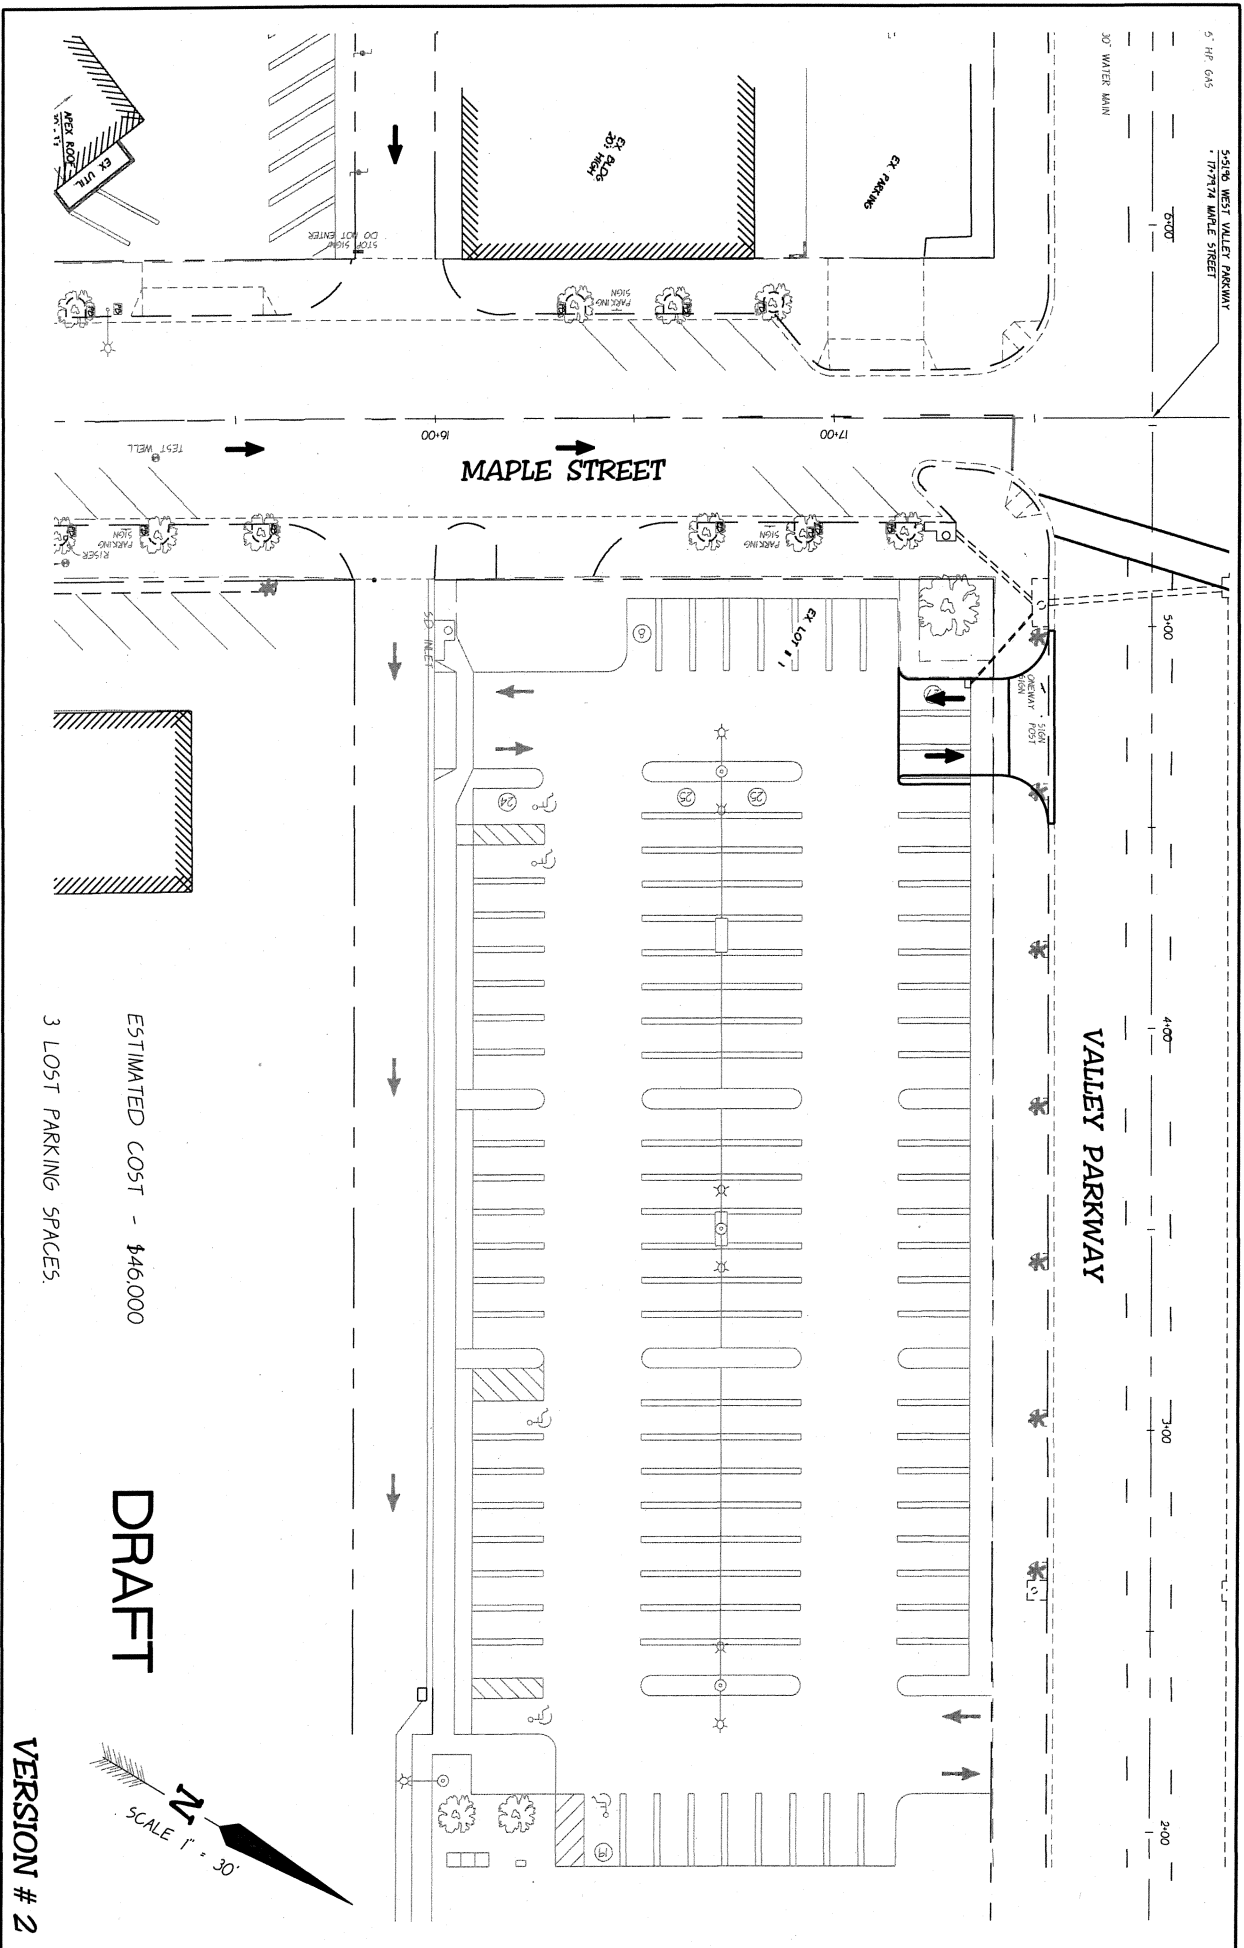 5" HP. GAS
30" WATER MAIN
5+51.96 WEST VALLEY PARKWAY
17+79.74 MAPLE STREET
6+00
5+00
4+00
3+00
2+00
VALLEY PARKWAY
APEX ROOF
EX UTIL
STOP SIGN
DO NOT ENTER
EX BLDG
20± HIGH
EX PARKING
PARKING
SIGN
16+00
17+00
TEST WELL
MAPLE STREET
PARKING
SIGN
RISER
PARKING
SIGN
SD INLET
EX LOT # 1
8
ONEWAY
SIGN
SIGN
POST
24
25
25
ESTIMATED COST - $46,000
3 LOST PARKING SPACES.
DRAFT
N
SCALE 1" = 30'
VERSION # 2